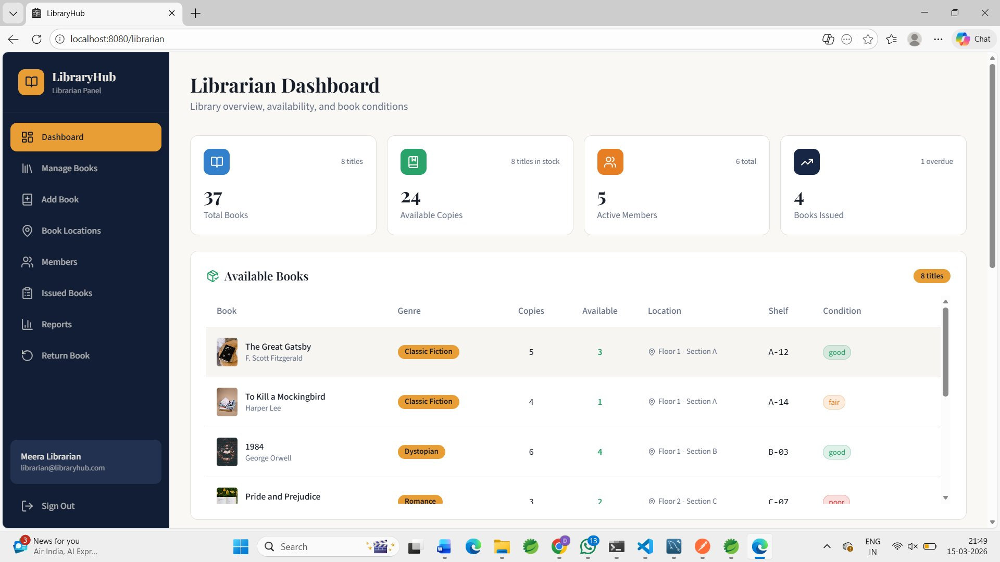 LibraryHub
localhost:8080/librarian
Chat
LibraryHub
Librarian Panel
Dashboard
Manage Books
Add Book
Book Locations
Members
Issued Books
Reports
Return Book
Meera Librarian
librarian@libraryhub.com
Sign Out
Librarian Dashboard
Library overview, availability, and book conditions
8 titles
37
Total Books
8 titles in stock
24
Available Copies
6 total
5
Active Members
1 overdue
4
Books Issued
Available Books
8 titles
Book Genre Copies Available Location Shelf Condition
The Great Gatsby
F. Scott Fitzgerald
Classic Fiction 5 3 Floor 1 - Section A A-12 good
To Kill a Mockingbird
Harper Lee
Classic Fiction 4 1 Floor 1 - Section A A-14 fair
1984
George Orwell
Dystopian 6 4 Floor 1 - Section B B-03 good
Pride and Prejudice
Romance 3 2 Floor 2 - Section C C-07 poor
3
News for you
Air India, AI Expr...
Search
D
13
ENG
IN
21:49
15-03-2026